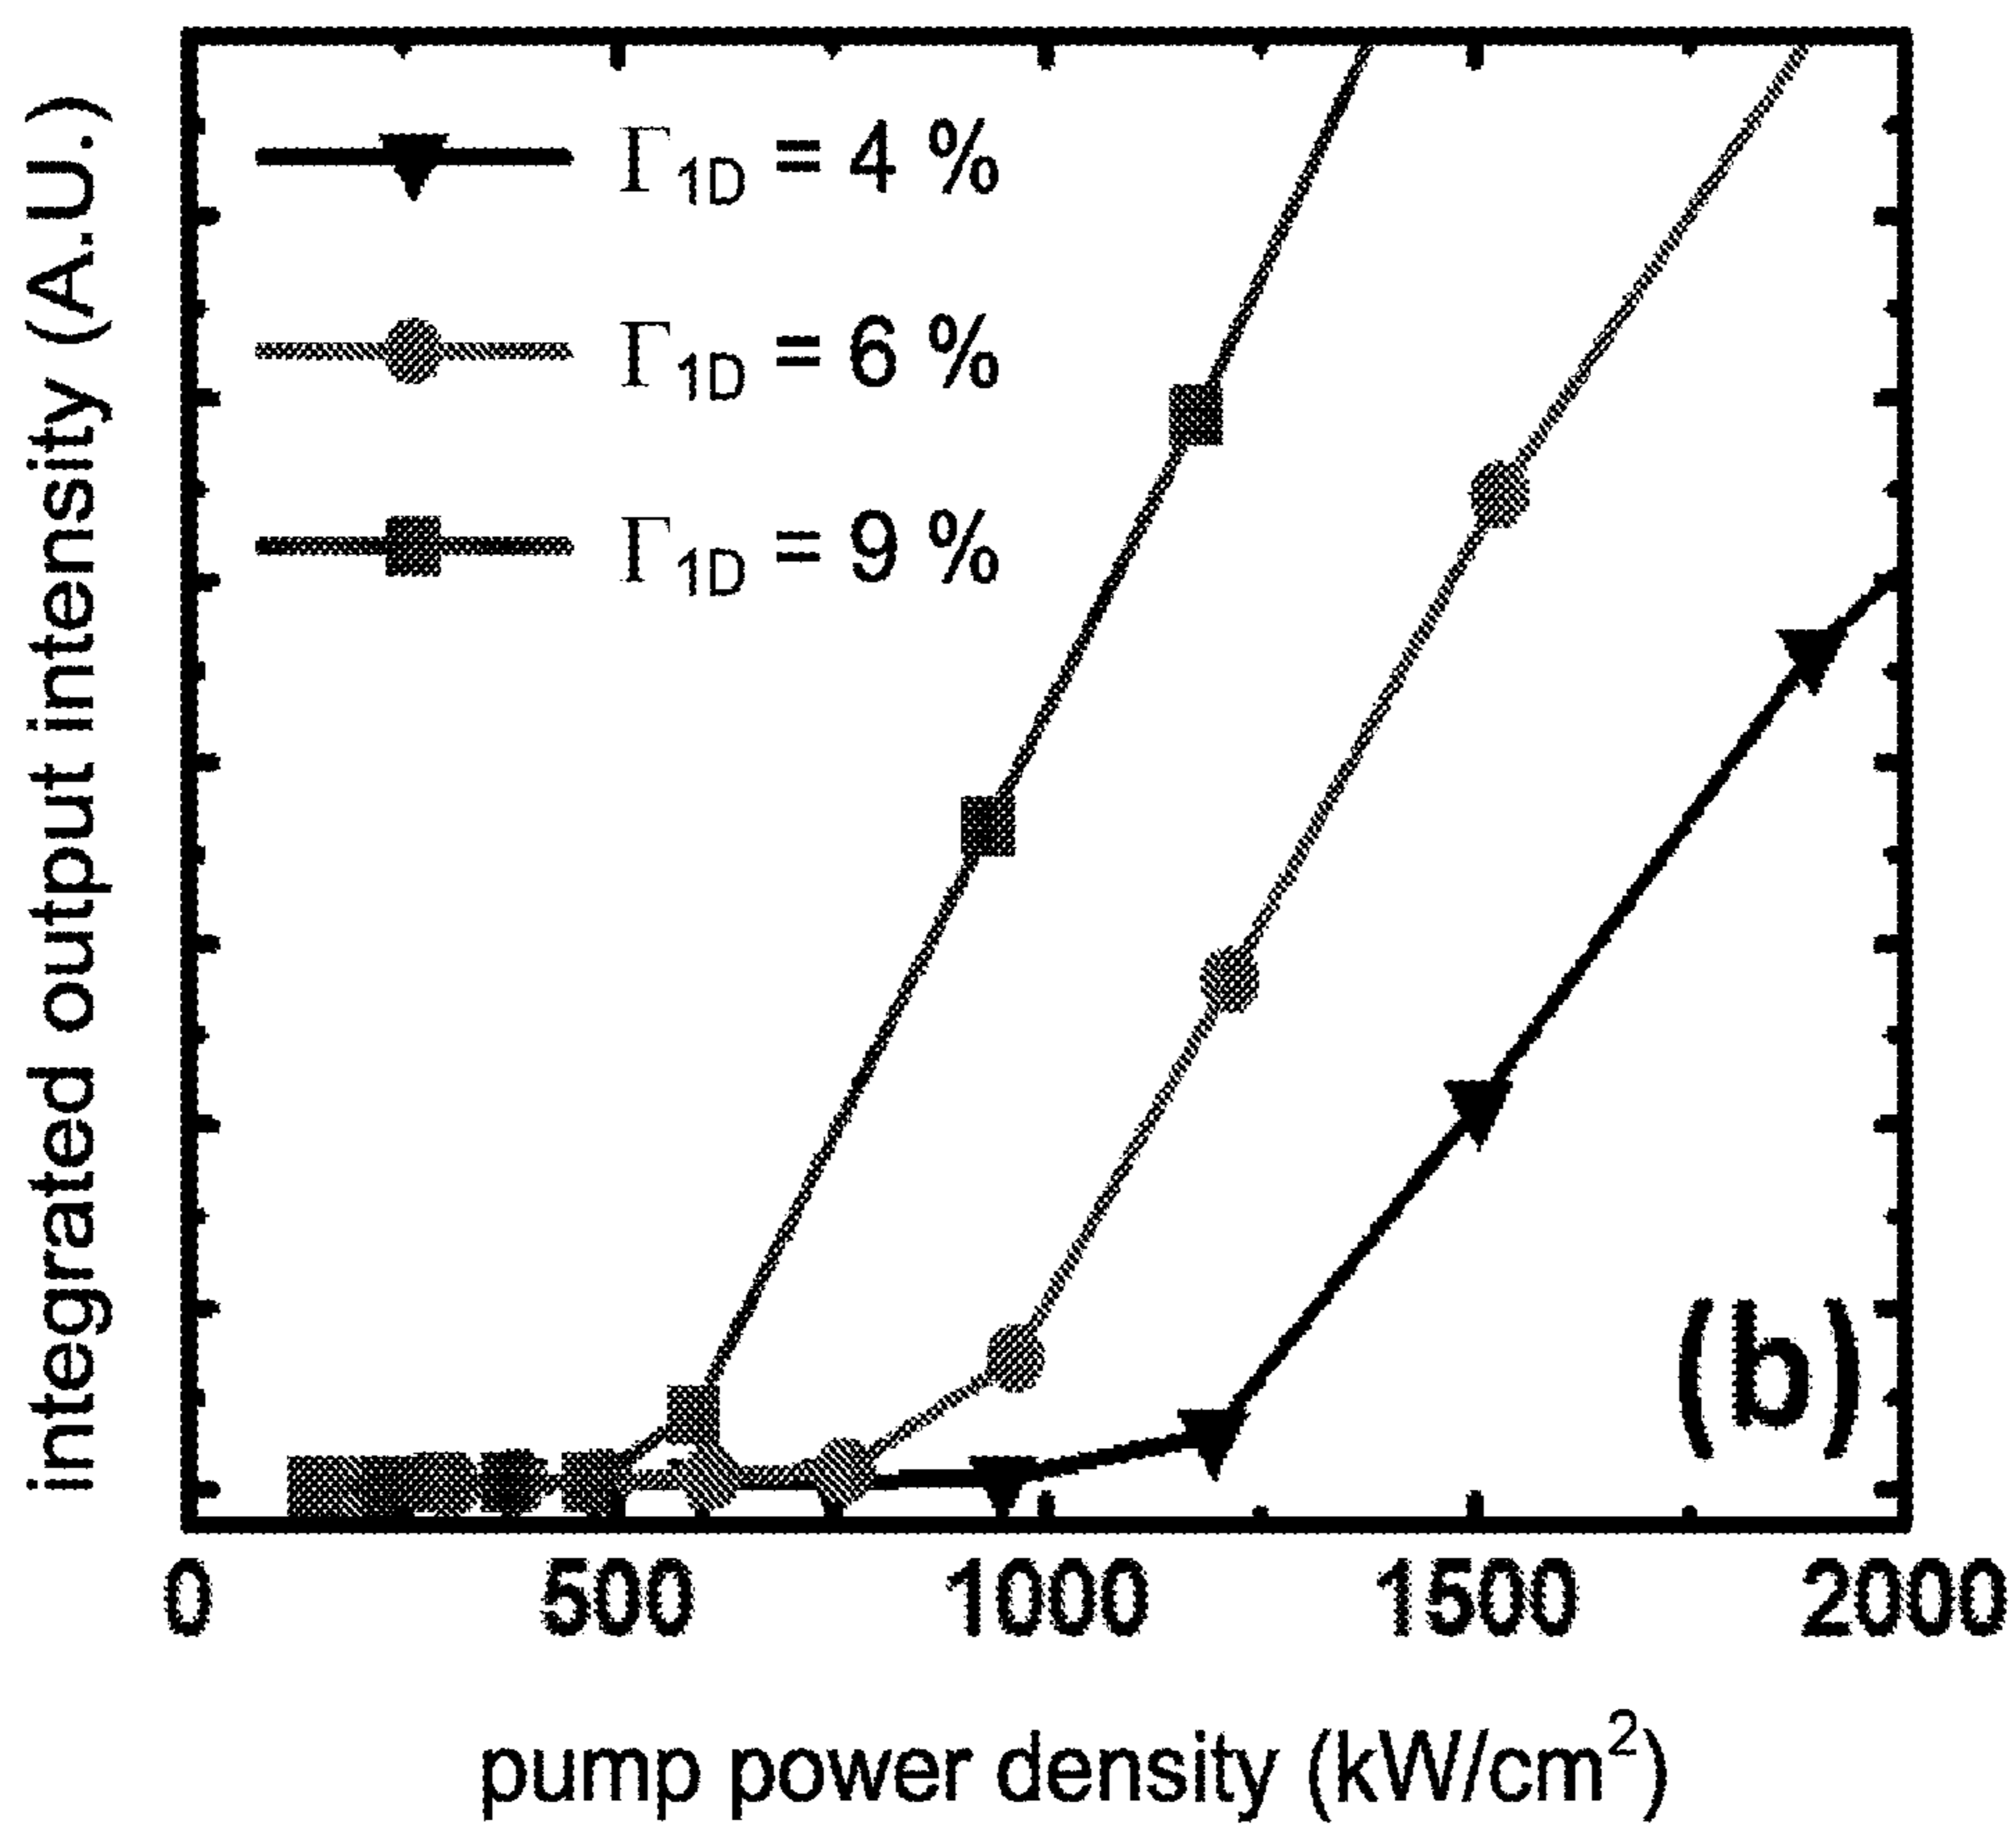 integrated output intensity (A.U.)
Γ1D = 4 %
Γ1D = 6 %
Γ1D = 9 %
(b)
0 500 1000 1500 2000
pump power density (kW/cm²)